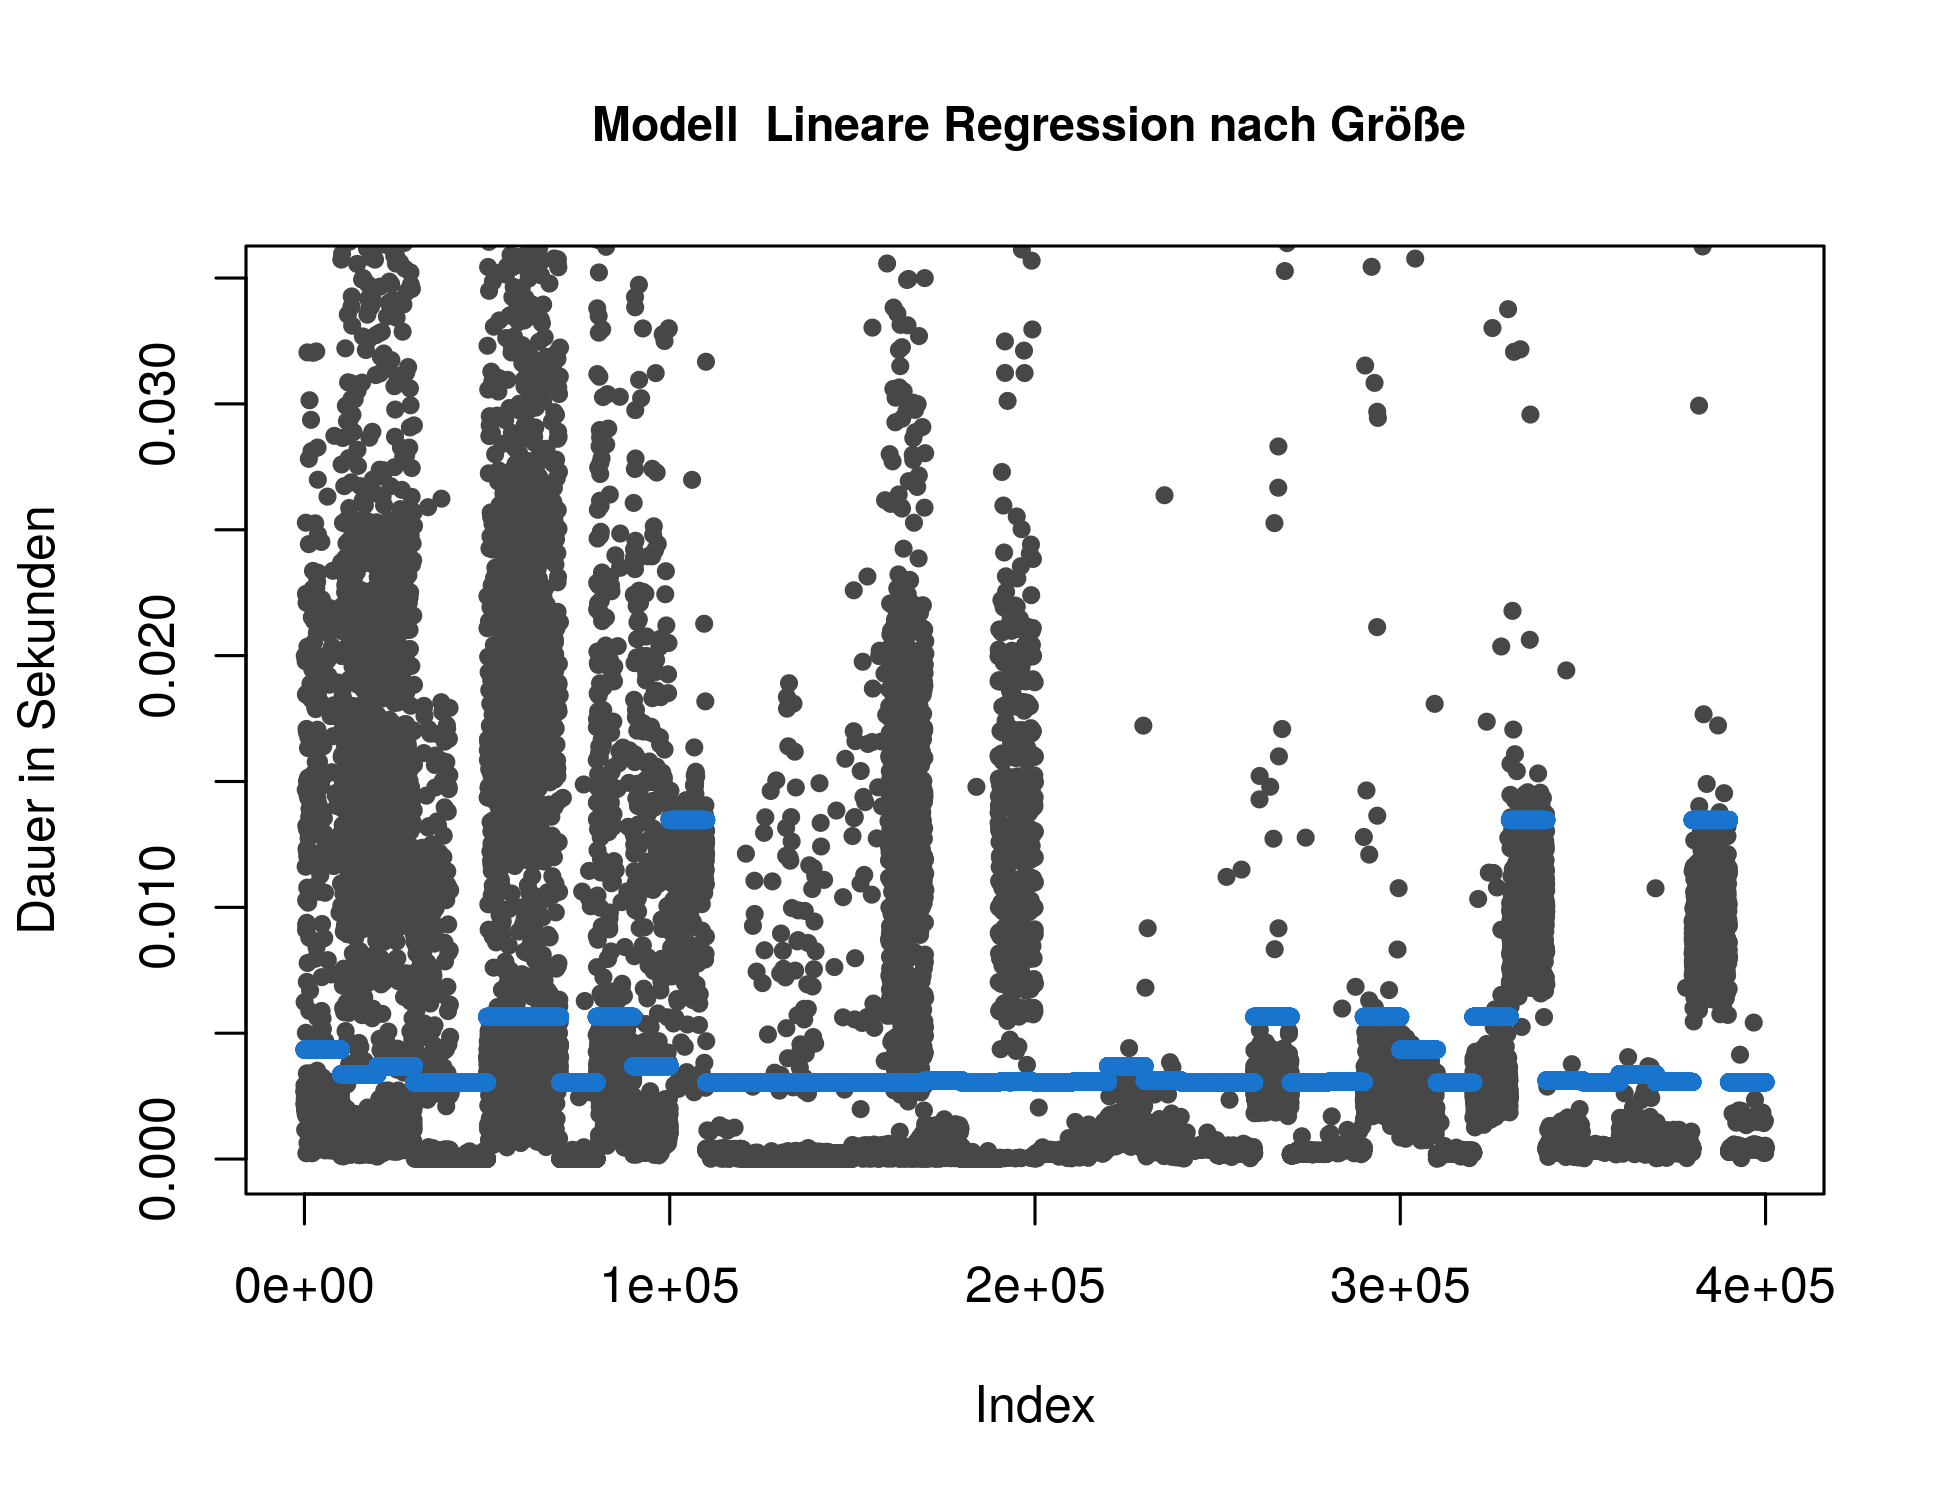 Modell  Lineare Regression nach Größe
Dauer in Sekunden
0.030
0.020
0.010
0.000
0e+00 1e+05 2e+05 3e+05 4e+05
Index